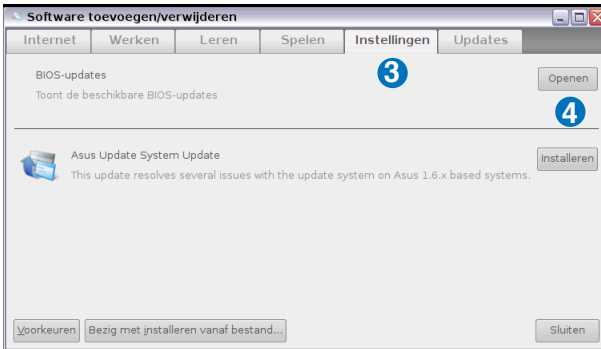 Software toevoegen/verwijderen
Internet Werken Leren Spelen Instellingen Updates
3
BIOS-updates
Toont de beschikbare BIOS-updates
Openen
4
Asus Update System Update
This update resolves several issues with the update system on Asus 1.6.x based systems.
Installeren
Voorkeuren Bezig met installeren vanaf bestand... Sluiten